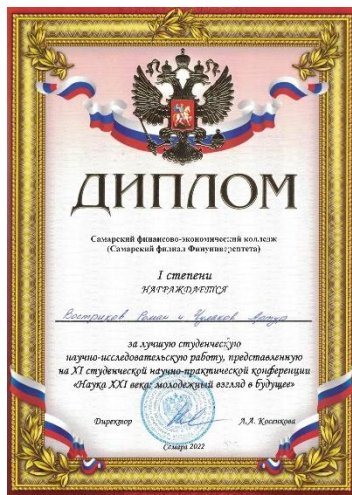 ДИПЛОМ
Самарский финансово-экономический колледж
(Самарский филиал Финуниверситета)
I степени
НАГРАЖДАЕТСЯ
Востриков Роман и Артур
за лучшую студенческую
научно-исследовательскую работу, представленную
на XI студенческой научно-практической конференции
«Наука XXI века: молодежный взгляд в будущее»
Директор Л.А. Косенкова
Самара 2022